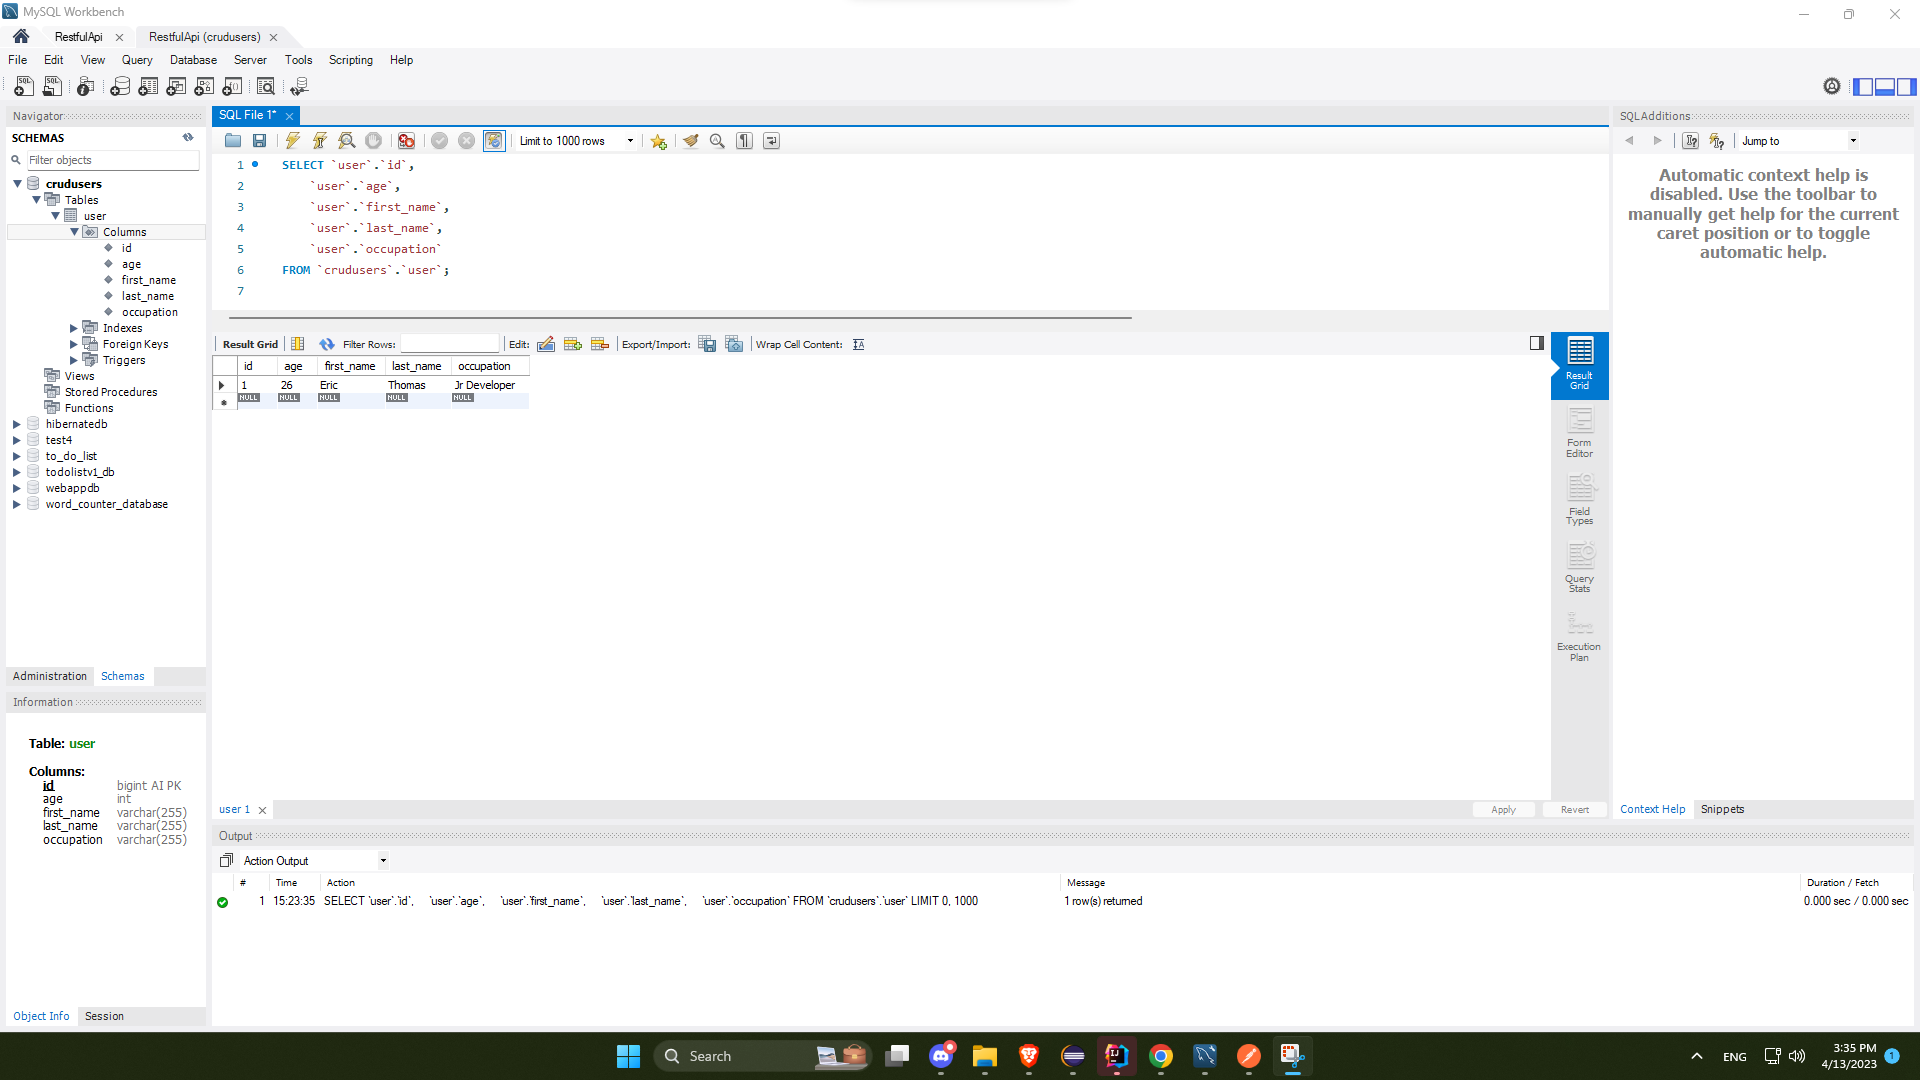 MySQL Workbench
RestfulApi
RestfulApi (crudusers)
File Edit View Query Database Server Tools Scripting Help
Navigator
SCHEMAS
Filter objects
crudusers
Tables
user
Columns
id
age
first_name
last_name
occupation
Indexes
Foreign Keys
Triggers
Views
Stored Procedures
Functions
hibernatedb
test4
to_do_list
todolistv1_db
webappdb
word_counter_database
Administration Schemas
Information
Table: user
Columns:
id bigint AI PK
age int
first_name varchar(255)
last_name varchar(255)
occupation varchar(255)
Object Info Session
SQL File 1*
Limit to 1000 rows
1 SELECT `user`.`id`,
2 `user`.`age`,
3 `user`.`first_name`,
4 `user`.`last_name`,
5 `user`.`occupation`
6 FROM `crudusers`.`user`;
7
Result Grid Filter Rows: Edit: Export/Import: Wrap Cell Content:
id age first_name last_name occupation
1 26 Eric Thomas Jr Developer
NULL NULL NULL NULL NULL
Result
Grid
Form
Editor
Field
Types
Query
Stats
Execution
Plan
user 1
Apply Revert
SQLAdditions
Jump to
Automatic context help is
disabled. Use the toolbar to
manually get help for the current
caret position or to toggle
automatic help.
Context Help Snippets
Output
Action Output
# Time Action Message Duration / Fetch
1 15:23:35 SELECT `user`.`id`, `user`.`age`, `user`.`first_name`, `user`.`last_name`, `user`.`occupation` FROM `crudusers`.`user` LIMIT 0, 1000 1 row(s) returned 0.000 sec / 0.000 sec
Search
ENG
3:35 PM
4/13/2023
1